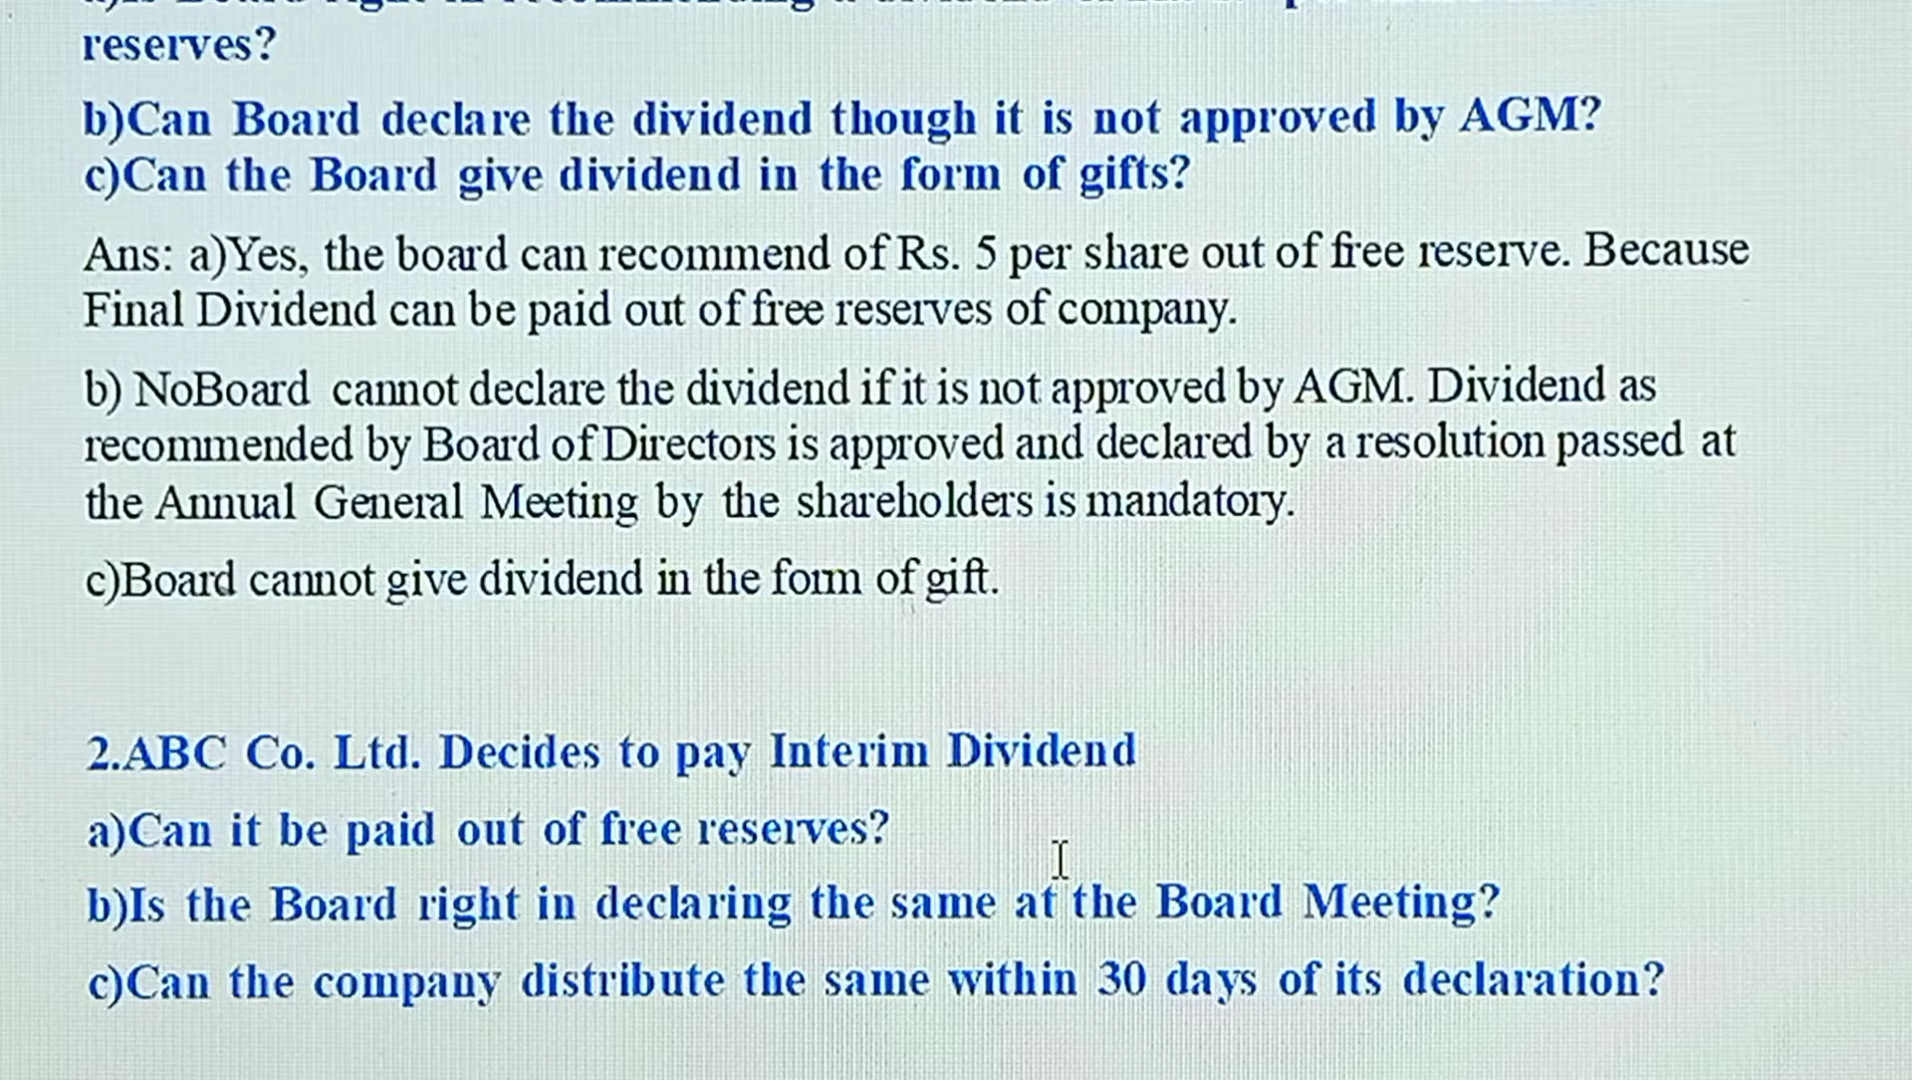 reserves?
b)Can Board declare the dividend though it is not approved by AGM?
c)Can the Board give dividend in the form of gifts?
Ans: a)Yes, the board can recommend of Rs. 5 per share out of free reserve. Because
Final Dividend can be paid out of free reserves of company.
b) NoBoard cannot declare the dividend if it is not approved by AGM. Dividend as
recommended by Board of Directors is approved and declared by a resolution passed at
the Annual General Meeting by the shareholders is mandatory.
c)Board cannot give dividend in the form of gift.
2.ABC Co. Ltd. Decides to pay Interim Dividend
a)Can it be paid out of free reserves?
b)Is the Board right in declaring the same at the Board Meeting?
c)Can the company distribute the same within 30 days of its declaration?